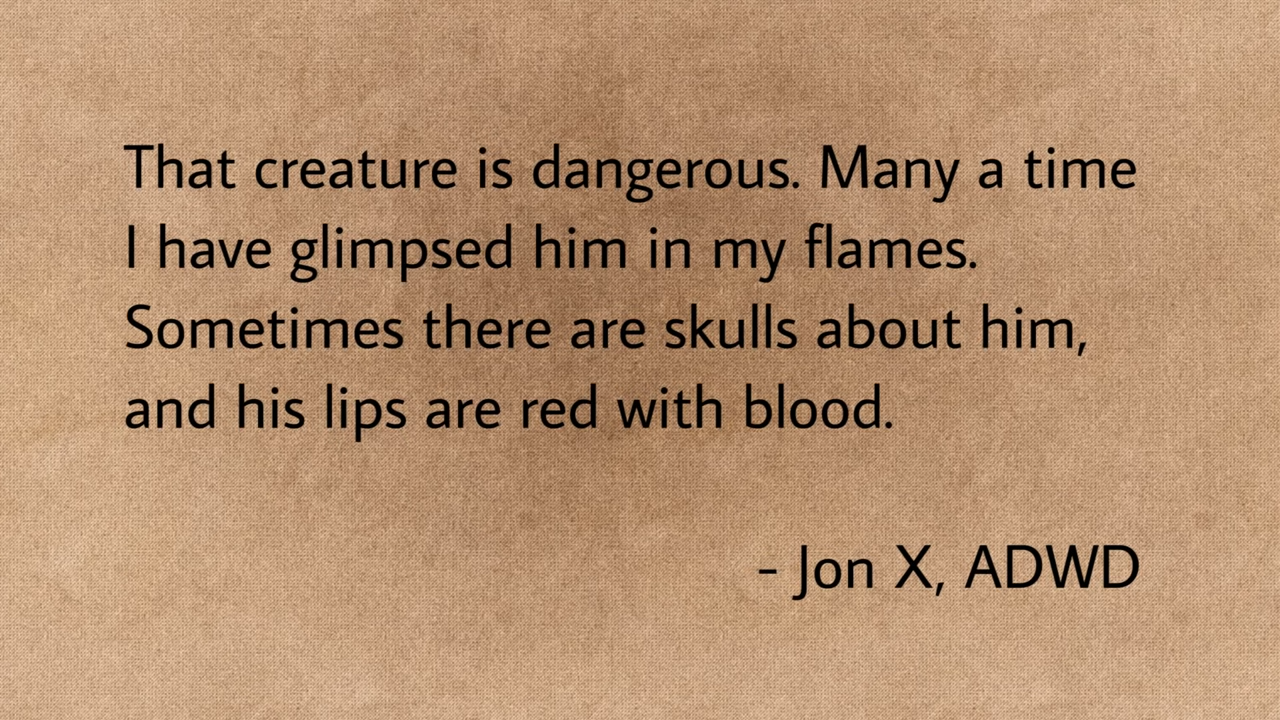 That creature is dangerous. Many a time
I have glimpsed him in my flames.
Sometimes there are skulls about him,
and his lips are red with blood.
- Jon X, ADWD